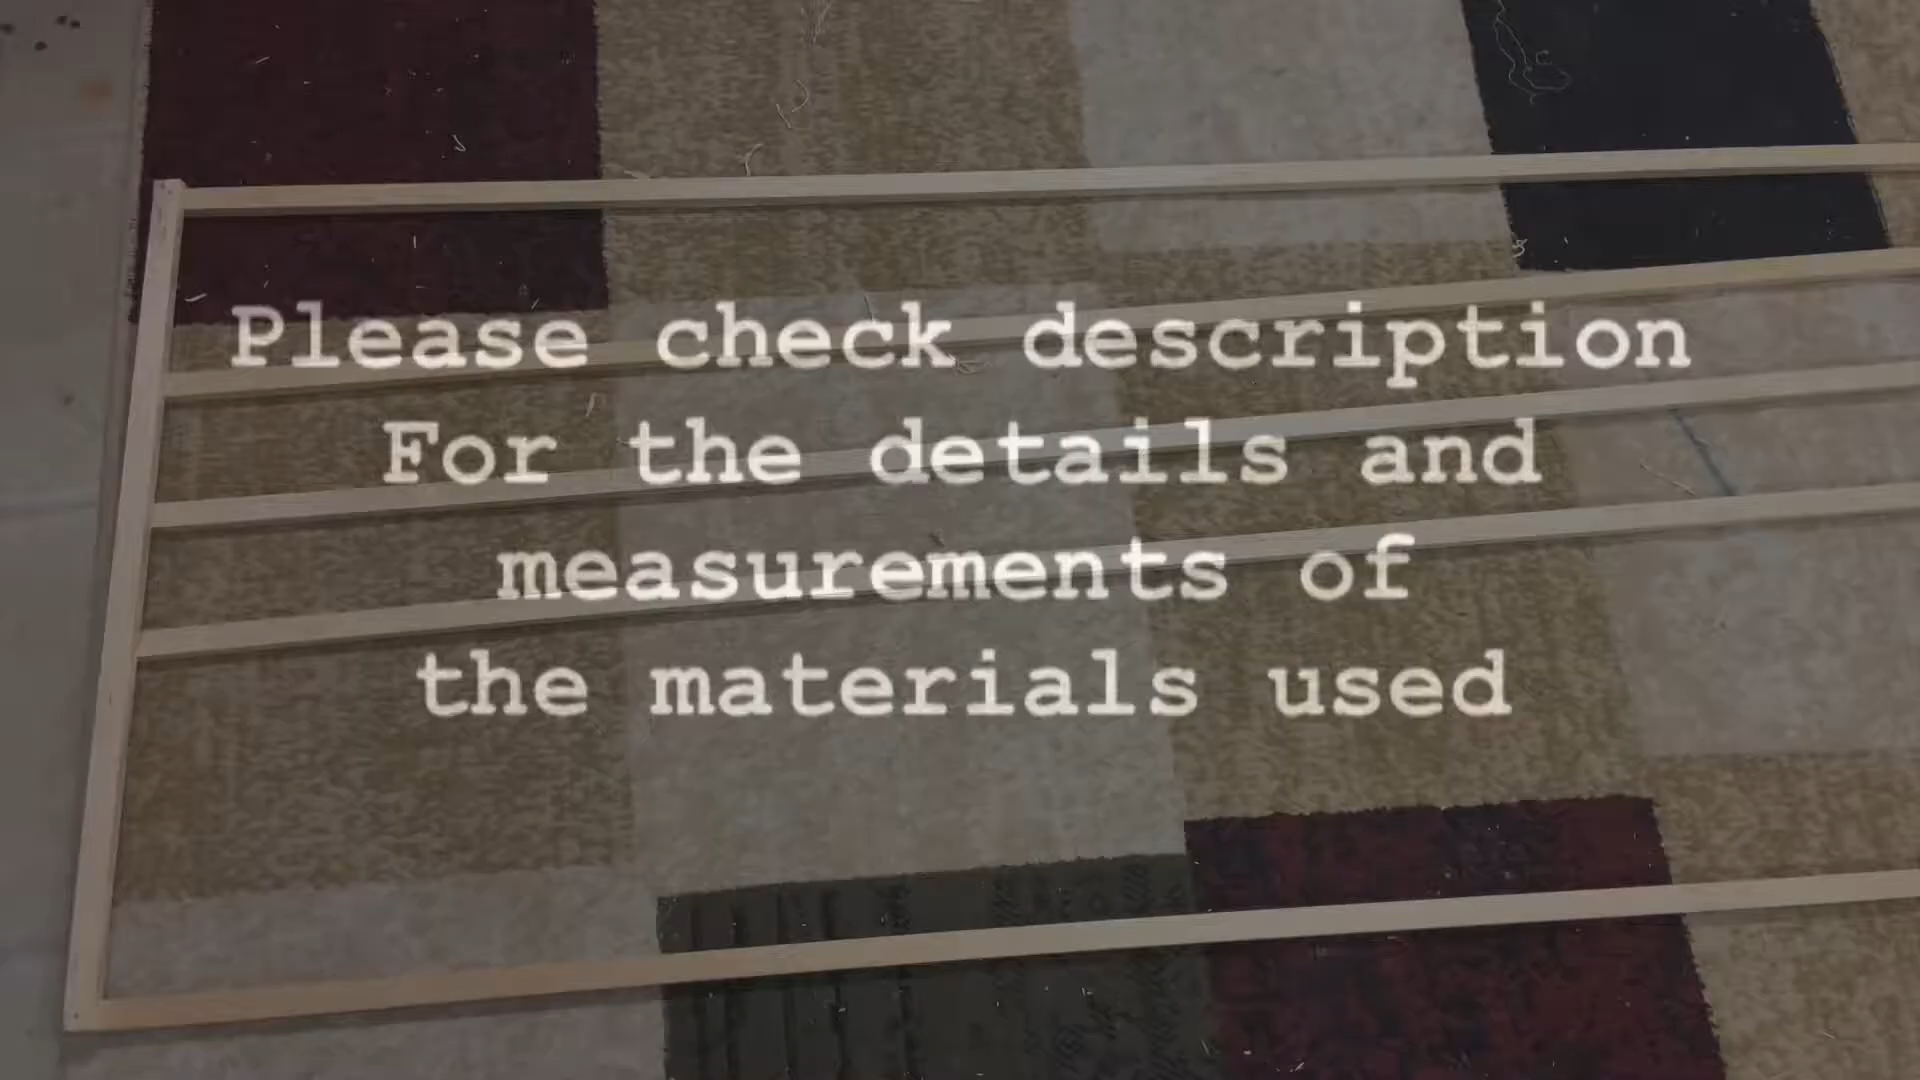 Please check description
For the details and
measurements of
the materials used